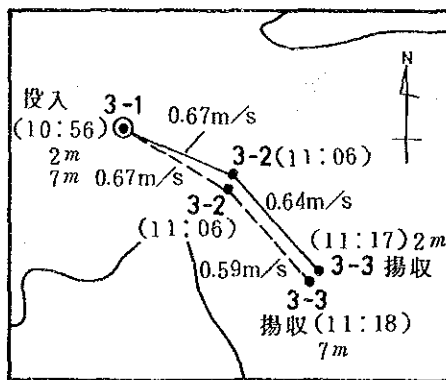 N
投入
3-1
(10:56)
2m
7m
0.67m/s
0.67m/s
3-2(11:06)
3-2
(11:06)
0.64m/s
0.59m/s
(11:17)2m
3-3 揚収
3-3
揚収(11:18)
7m